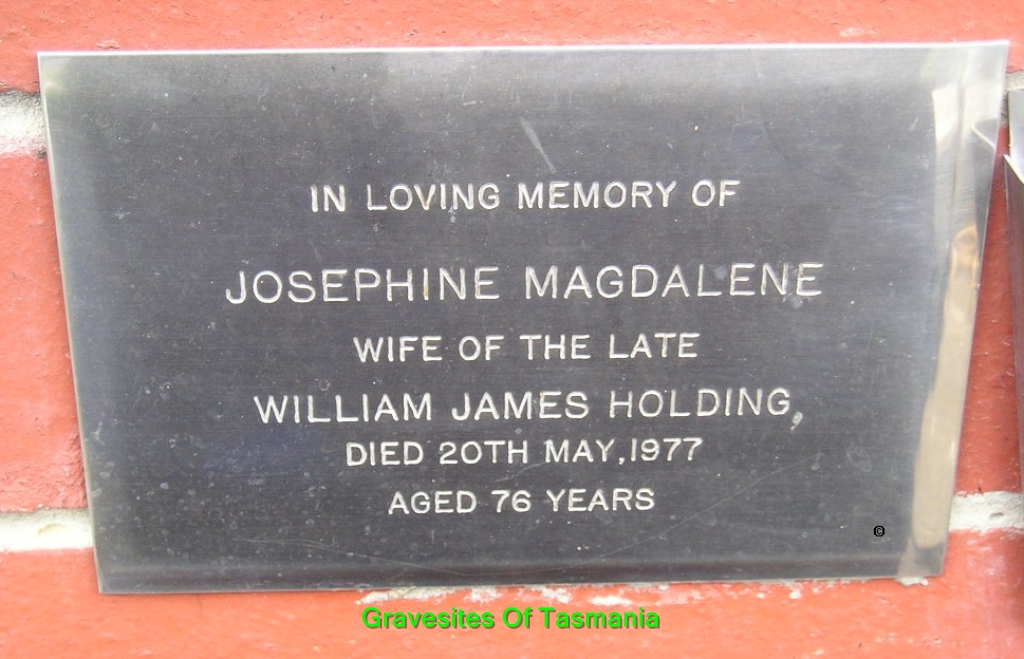 IN LOVING MEMORY OF
JOSEPHINE MAGDALENE
WIFE OF THE LATE
WILLIAM JAMES HOLDING,
DIED 20TH MAY, 1977
AGED 76 YEARS
©
Gravesites Of Tasmania